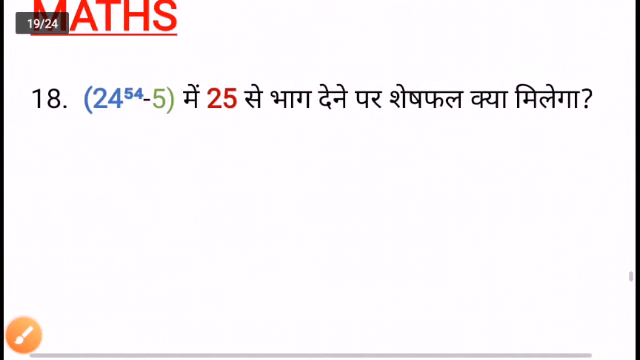 MATHS
19/24
18. (24⁵⁴-5) में 25 से भाग देने पर शेषफल क्या मिलेगा?